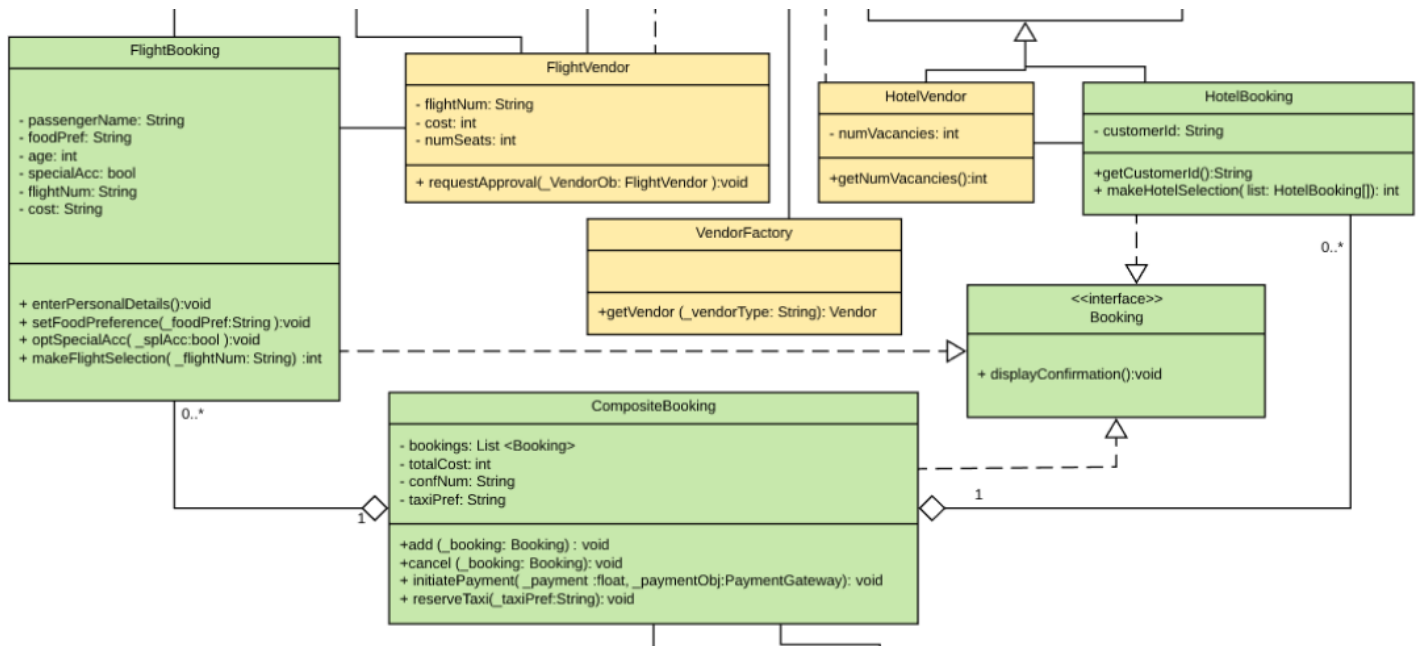 FlightBooking
- passengerName: String
- foodPref: String
- age: int
- specialAcc: bool
- flightNum: String
- cost: String
+ enterPersonalDetails():void
+ setFoodPreference(_foodPref:String ):void
+ optSpecialAcc( _splAcc:bool ):void
+ makeFlightSelection( _flightNum: String) :int
0..*
FlightVendor
- flightNum: String
- cost: int
- numSeats: int
+ requestApproval(_VendorOb: FlightVendor ):void
VendorFactory
+getVendor (_vendorType: String): Vendor
HotelVendor
- numVacancies: int
+getNumVacancies():int
HotelBooking
- customerId: String
+getCustomerId():String
+ makeHotelSelection( list: HotelBooking[]): int
0..*
<<interface>>
Booking
+ displayConfirmation():void
CompositeBooking
- bookings: List <Booking>
- totalCost: int
- confNum: String
- taxiPref: String
+add (_booking: Booking) : void
+cancel (_booking: Booking): void
+ initiatePayment( _payment :float, _paymentObj:PaymentGateway): void
+ reserveTaxi(_taxiPref:String): void
1
1